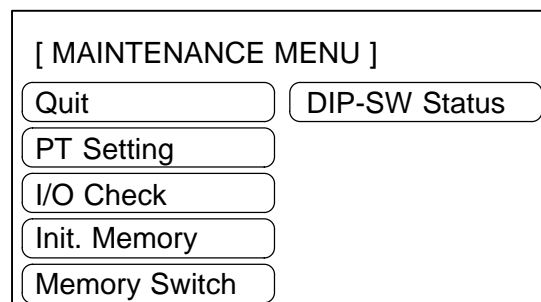 [ MAINTENANCE MENU ]
Quit DIP-SW Status
PT Setting
I/O Check
Init. Memory
Memory Switch